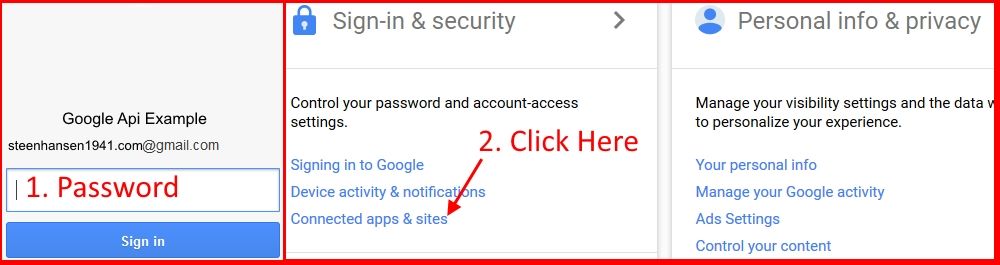 Google Api Example
steenhansen1941.com@gmail.com
1. Password
Sign in
Sign-in & security
Control your password and account-access
settings.
2. Click Here
Signing in to Google
Device activity & notifications
Connected apps & sites
Personal info & privacy
Manage your visibility settings and the data w
to personalize your experience.
Your personal info
Manage your Google activity
Ads Settings
Control your content